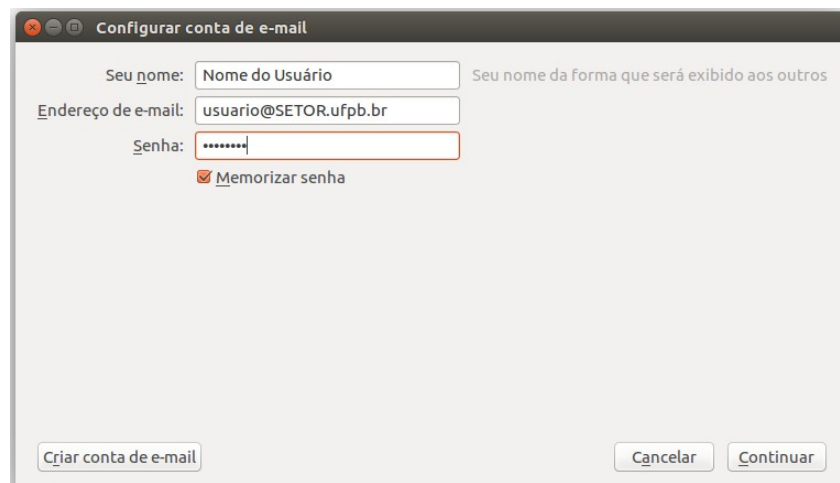 Configurar conta de e-mail
Seu nome: Nome do Usuário Seu nome da forma que será exibido aos outros
Endereço de e-mail: usuario@SETOR.ufpb.br
Senha: ••••••••
Memorizar senha
Criar conta de e-mail Cancelar Continuar